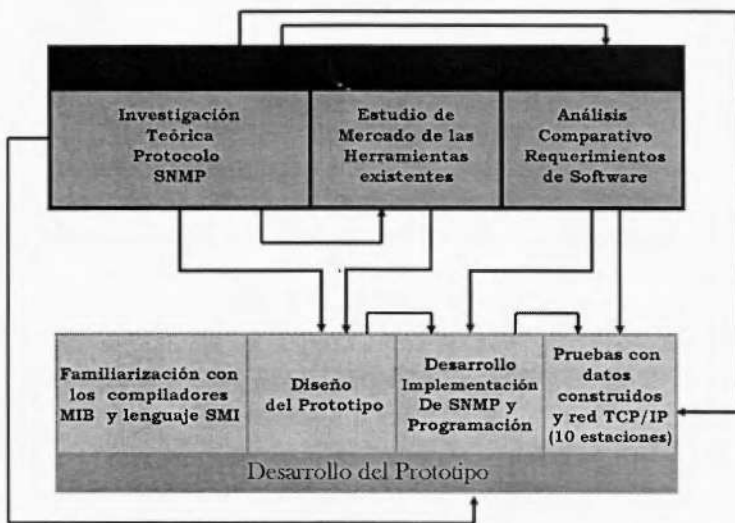 Investigación
Teórica
Protocolo
SNMP
Estudio de
Mercado de las
Herramientas
existentes
Análisis
Comparativo
Requerimientos
de Software
Familiarización con
los compiladores
MIB y lenguaje SMI
Diseño
del Prototipo
Desarrollo
Implementación
De SNMP y
Programación
Pruebas con
datos
construidos
y red TCP/IP
(10 estaciones)
Desarrollo del Prototipo